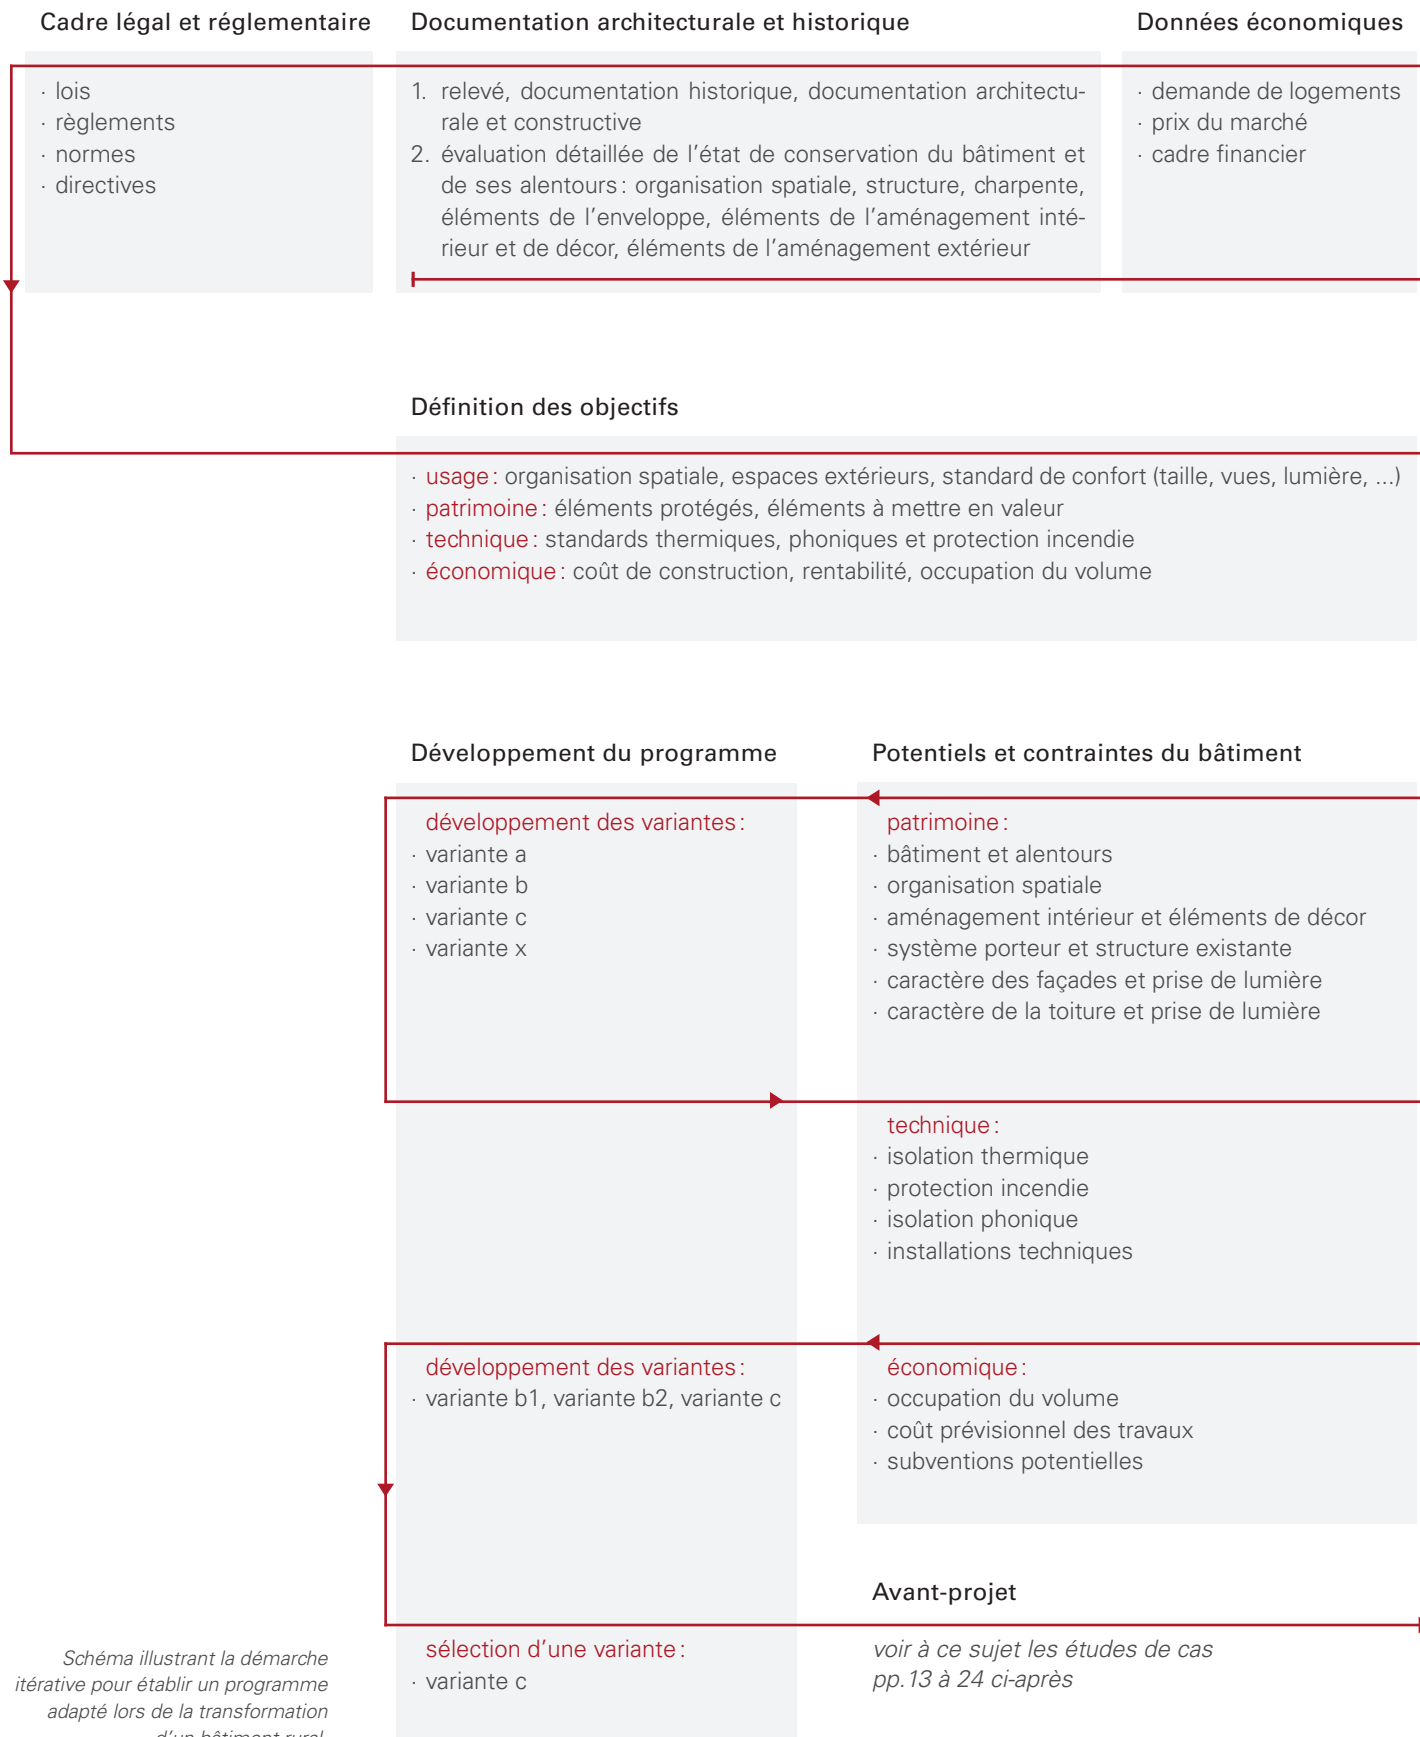 Cadre légal et réglementaire
· lois
· règlements
· normes
· directives
Documentation architecturale et historique
1. relevé, documentation historique, documentation architectu-
rale et constructive
2. évaluation détaillée de l’état de conservation du bâtiment et
de ses alentours : organisation spatiale, structure, charpente,
éléments de l’enveloppe, éléments de l’aménagement inté-
rieur et de décor, éléments de l’aménagement extérieur
Données économiques
· demande de logements
· prix du marché
· cadre financier
Définition des objectifs
· usage : organisation spatiale, espaces extérieurs, standard de confort (taille, vues, lumière, ...)
· patrimoine : éléments protégés, éléments à mettre en valeur
· technique : standards thermiques, phoniques et protection incendie
· économique : coût de construction, rentabilité, occupation du volume
Développement du programme
développement des variantes :
· variante a
· variante b
· variante c
· variante x
Potentiels et contraintes du bâtiment
patrimoine :
· bâtiment et alentours
· organisation spatiale
· aménagement intérieur et éléments de décor
· système porteur et structure existante
· caractère des façades et prise de lumière
· caractère de la toiture et prise de lumière
technique :
· isolation thermique
· protection incendie
· isolation phonique
· installations techniques
développement des variantes :
· variante b1, variante b2, variante c
économique :
· occupation du volume
· coût prévisionnel des travaux
· subventions potentielles
sélection d’une variante :
· variante c
Avant-projet
voir à ce sujet les études de cas
pp.13 à 24 ci-après
Schéma illustrant la démarche
itérative pour établir un programme
adapté lors de la transformation
d’un bâtiment rural.